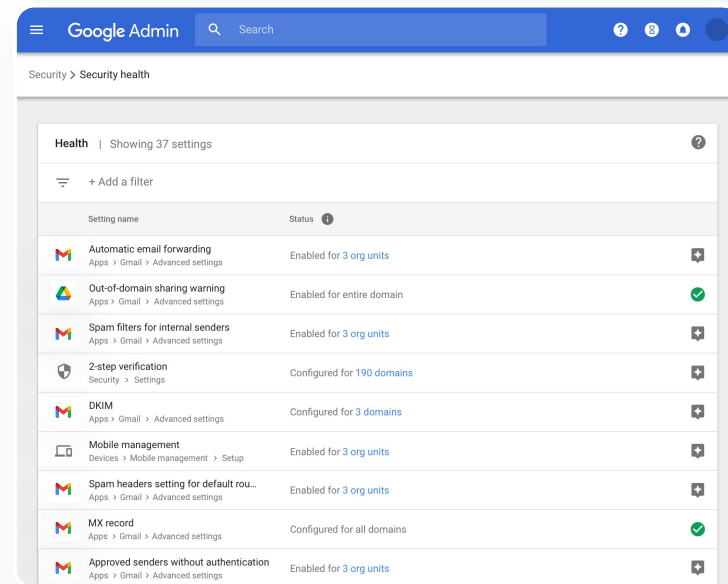 Google Admin
Search
Security > Security health
Health | Showing 37 settings
+ Add a filter
Setting name Status
Automatic email forwarding
Apps > Gmail > Advanced settings
Enabled for 3 org units
Out-of-domain sharing warning
Apps > Gmail > Advanced settings
Enabled for entire domain
Spam filters for internal senders
Apps > Gmail > Advanced settings
Enabled for 3 org units
2-step verification
Security > Settings
Configured for 190 domains
DKIM
Apps > Gmail > Advanced settings
Configured for 3 domains
Mobile management
Devices > Mobile management > Setup
Enabled for 3 org units
Spam headers setting for default rou...
Apps > Gmail > Advanced settings
Enabled for 3 org units
MX record
Apps > Gmail > Advanced settings
Configured for all domains
Approved senders without authentication
Apps > Gmail > Advanced settings
Enabled for 3 org units